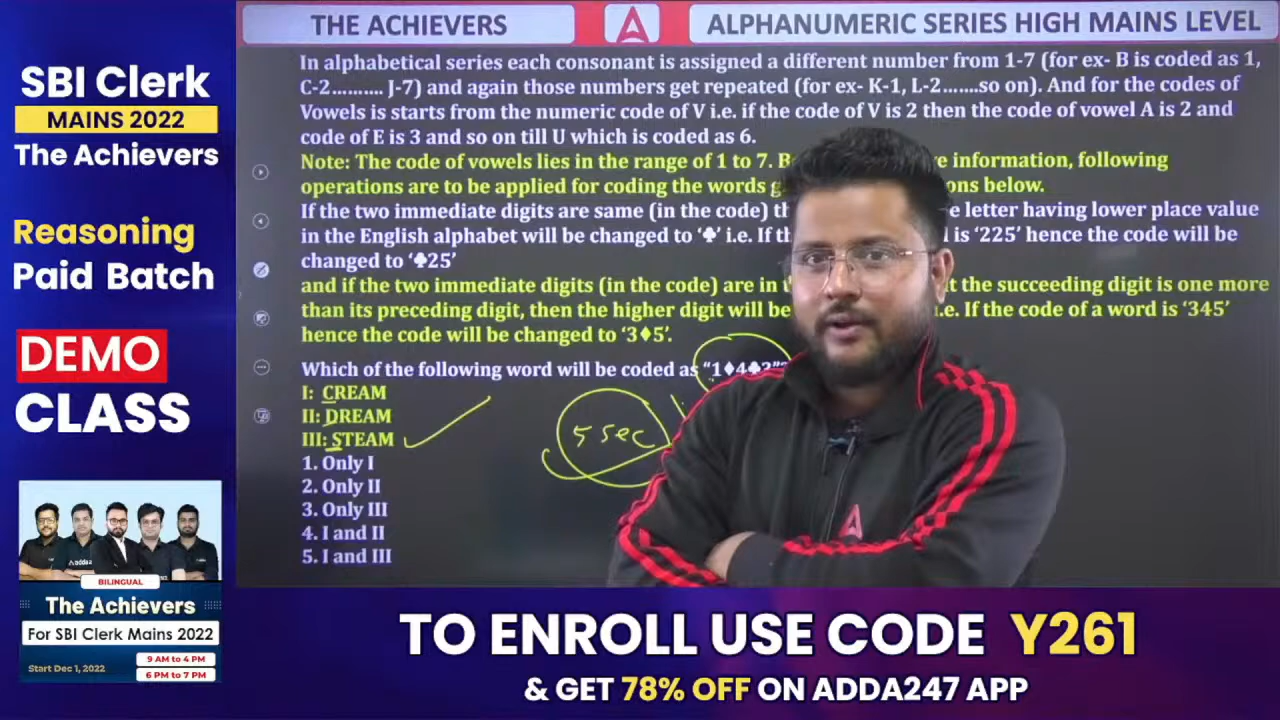 SBI Clerk
MAINS 2022
The Achievers
Reasoning
Paid Batch
DEMO
CLASS
adda
BILINGUAL
The Achievers
For SBI Clerk Mains 2022
Start Dec 1, 2022
9 AM to 4 PM
6 PM to 7 PM
THE ACHIEVERS
A
ALPHANUMERIC SERIES HIGH MAINS LEVEL
In alphabetical series each consonant is assigned a different number from 1-7 (for ex- B is coded as 1,
C-2.......... J-7) and again those numbers get repeated (for ex- K-1, L-2.......so on). And for the codes of
Vowels is starts from the numeric code of V i.e. if the code of V is 2 then the code of vowel A is 2 and
code of E is 3 and so on till U which is coded as 6.
Note: The code of vowels lies in the range of 1 to 7. information, following
operations are to be applied for coding the words below.
If the two immediate digits are same (in the code) letter having lower place value
in the English alphabet will be changed to ‘♣’ i.e. If is ‘225’ hence the code will be
changed to ‘♣25’
and if the two immediate digits (in the code) are in the succeeding digit is one more
than its preceding digit, then the higher digit will be If the code of a word is ‘345’
hence the code will be changed to ‘3♦5’.
Which of the following word will be coded as “1♦4♣
I: CREAM
II: DREAM
III: STEAM
5 sec
1. Only I
2. Only II
3. Only III
4. I and II
5. I and III
TO ENROLL USE CODE Y261
& GET 78% OFF ON ADDA247 APP